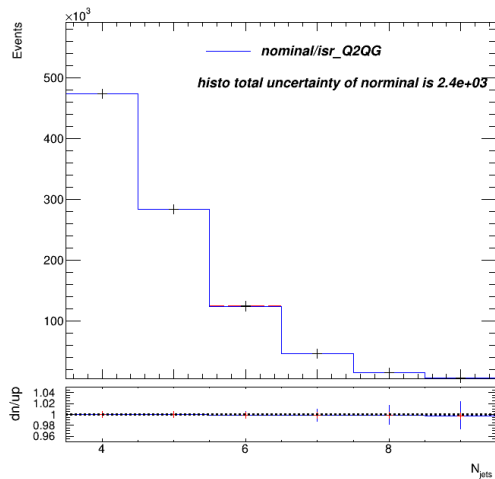 ×10³
Events
nominal/isr_Q2QG
histo total uncertainty of norminal is 2.4e+03
500
400
300
200
100
dn/up
1.04
1.02
1
0.98
0.96
4
6
8
N_jets